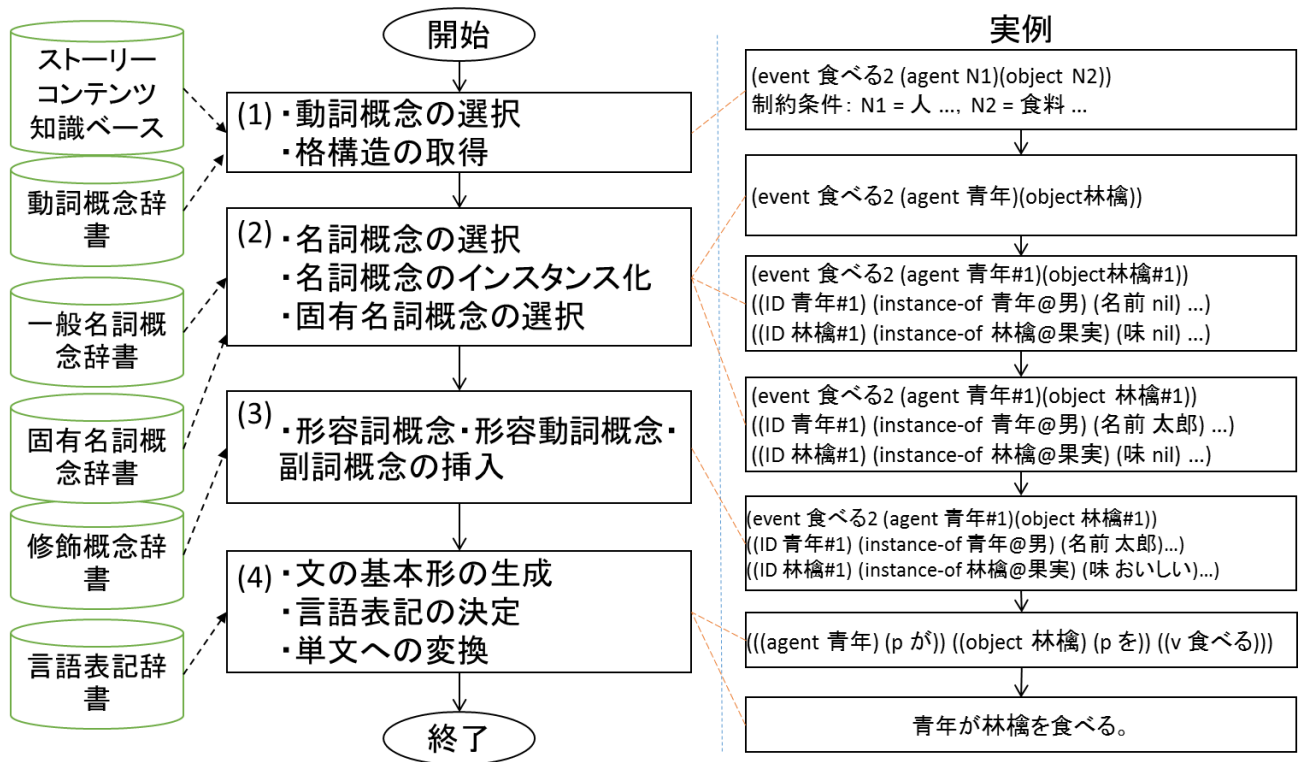 ストーリー
コンテンツ
知識ベース
動詞概念辞
書
一般名詞概
念辞書
固有名詞概
念辞書
修飾概念辞
書
言語表記辞
書
開始
(1)・動詞概念の選択
・格構造の取得
(2)・名詞概念の選択
・名詞概念のインスタンス化
・固有名詞概念の選択
(3)
・形容詞概念・形容動詞概念・
副詞概念の挿入
(4)・文の基本形の生成
・言語表記の決定
・単文への変換
終了
実例
(event 食べる2 (agent N1)(object N2))
制約条件: N1 = 人 ..., N2 = 食料 ...
(event 食べる2 (agent 青年)(object林檎))
(event 食べる2 (agent 青年#1)(object林檎#1))
((ID 青年#1) (instance-of 青年@男) (名前 nil) ...)
((ID 林檎#1) (instance-of 林檎@果実) (味 nil) ...)
(event 食べる2 (agent 青年#1)(object 林檎#1))
((ID 青年#1) (instance-of 青年@男) (名前 太郎) ...)
((ID 林檎#1) (instance-of 林檎@果実) (味 nil) ...)
(event 食べる2 (agent 青年#1)(object 林檎#1))
((ID 青年#1) (instance-of 青年@男) (名前 太郎)...)
((ID 林檎#1) (instance-of 林檎@果実) (味 おいしい)...)
(((agent 青年) (p が)) ((object 林檎) (p を)) ((v 食べる)))
青年が林檎を食べる。